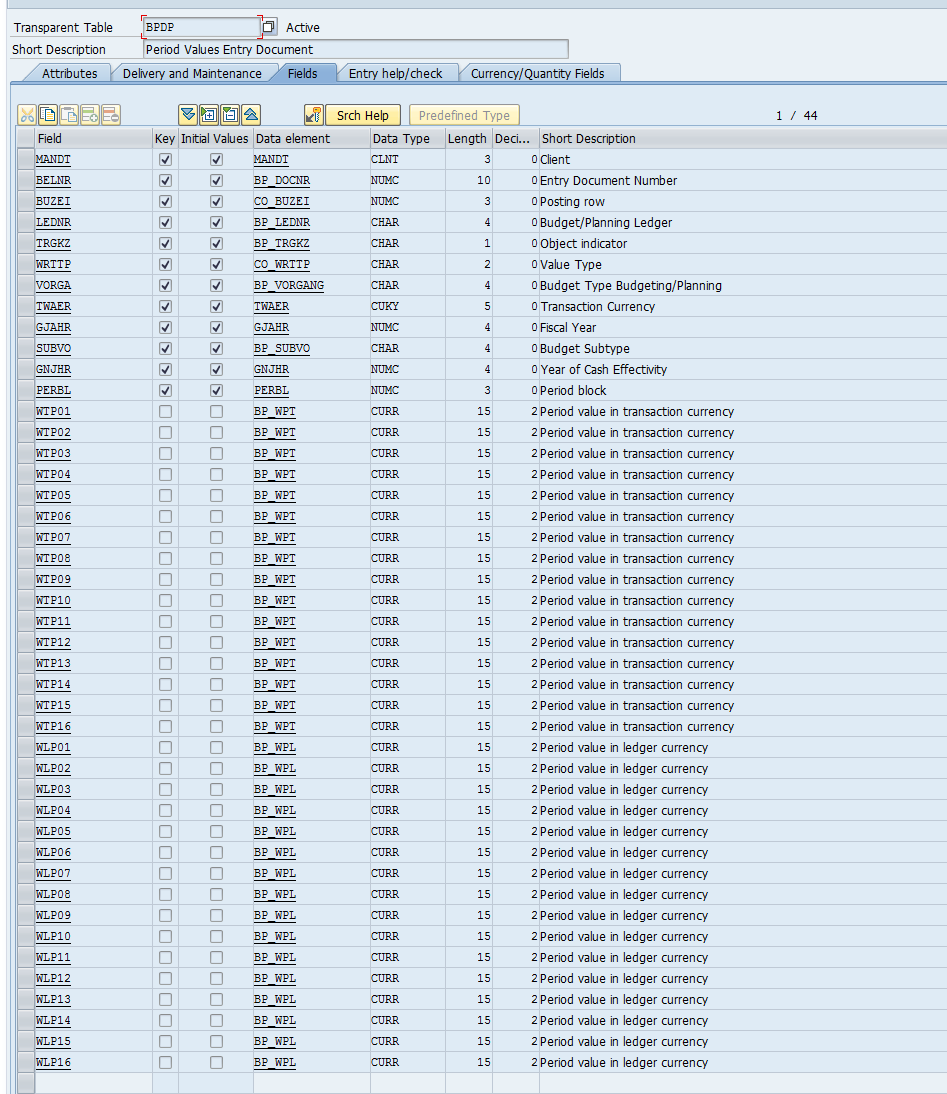 Transparent Table BPDP Active
Short Description Period Values Entry Document
Attributes Delivery and Maintenance Fields Entry help/check Currency/Quantity Fields
Srch Help Predefined Type 1 / 44
Field Key Initial Values Data element Data Type Length Deci... Short Description
MANDT MANDT CLNT 3 0 Client
BELNR BP_DOCNR NUMC 10 0 Entry Document Number
BUZEI CO_BUZEI NUMC 3 0 Posting row
LEDNR BP_LEDNR CHAR 4 0 Budget/Planning Ledger
TRGKZ BP_TRGKZ CHAR 1 0 Object indicator
WRTTP CO_WRTTP CHAR 2 0 Value Type
VORGA BP_VORGANG CHAR 4 0 Budget Type Budgeting/Planning
TWAER TWAER CUKY 5 0 Transaction Currency
GJAHR GJAHR NUMC 4 0 Fiscal Year
SUBVO BP_SUBVO CHAR 4 0 Budget Subtype
GNJHR GNJHR NUMC 4 0 Year of Cash Effectivity
PERBL PERBL NUMC 3 0 Period block
WTP01 BP_WPT CURR 15 2 Period value in transaction currency
WTP02 BP_WPT CURR 15 2 Period value in transaction currency
WTP03 BP_WPT CURR 15 2 Period value in transaction currency
WTP04 BP_WPT CURR 15 2 Period value in transaction currency
WTP05 BP_WPT CURR 15 2 Period value in transaction currency
WTP06 BP_WPT CURR 15 2 Period value in transaction currency
WTP07 BP_WPT CURR 15 2 Period value in transaction currency
WTP08 BP_WPT CURR 15 2 Period value in transaction currency
WTP09 BP_WPT CURR 15 2 Period value in transaction currency
WTP10 BP_WPT CURR 15 2 Period value in transaction currency
WTP11 BP_WPT CURR 15 2 Period value in transaction currency
WTP12 BP_WPT CURR 15 2 Period value in transaction currency
WTP13 BP_WPT CURR 15 2 Period value in transaction currency
WTP14 BP_WPT CURR 15 2 Period value in transaction currency
WTP15 BP_WPT CURR 15 2 Period value in transaction currency
WTP16 BP_WPT CURR 15 2 Period value in transaction currency
WLP01 BP_WPL CURR 15 2 Period value in ledger currency
WLP02 BP_WPL CURR 15 2 Period value in ledger currency
WLP03 BP_WPL CURR 15 2 Period value in ledger currency
WLP04 BP_WPL CURR 15 2 Period value in ledger currency
WLP05 BP_WPL CURR 15 2 Period value in ledger currency
WLP06 BP_WPL CURR 15 2 Period value in ledger currency
WLP07 BP_WPL CURR 15 2 Period value in ledger currency
WLP08 BP_WPL CURR 15 2 Period value in ledger currency
WLP09 BP_WPL CURR 15 2 Period value in ledger currency
WLP10 BP_WPL CURR 15 2 Period value in ledger currency
WLP11 BP_WPL CURR 15 2 Period value in ledger currency
WLP12 BP_WPL CURR 15 2 Period value in ledger currency
WLP13 BP_WPL CURR 15 2 Period value in ledger currency
WLP14 BP_WPL CURR 15 2 Period value in ledger currency
WLP15 BP_WPL CURR 15 2 Period value in ledger currency
WLP16 BP_WPL CURR 15 2 Period value in ledger currency